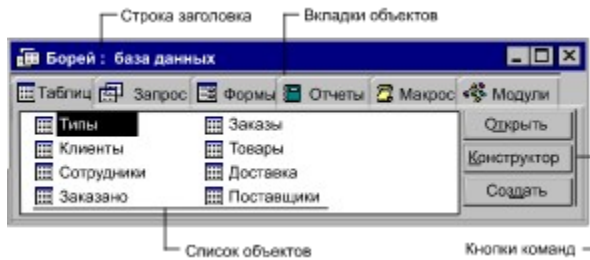 Строка заголовка
Вкладки объектов
Борей : база данных
Таблиц Запрос Формы Отчеты Макрос Модули
Типы Заказы Открыть
Клиенты Товары Конструктор
Сотрудники Доставка Создать
Заказано Поставщики
Список объектов
Кнопки команд